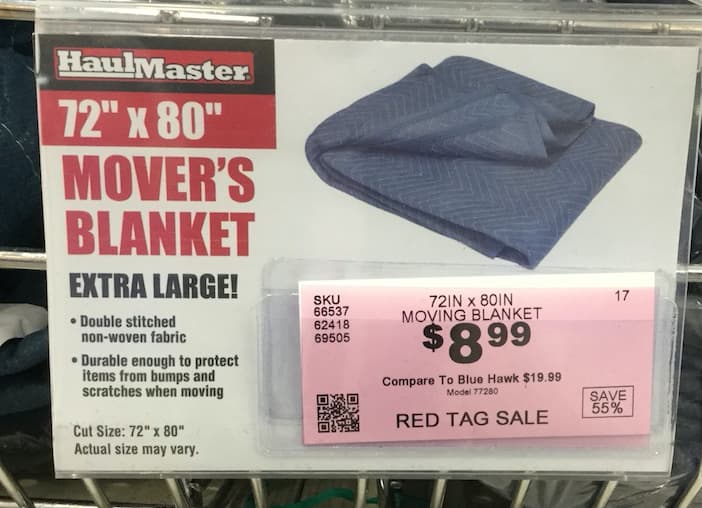 HaulMaster
72" x 80"
MOVER'S
BLANKET
EXTRA LARGE!
• Double stitched
non-woven fabric
• Durable enough to protect
items from bumps and
scratches when moving
Cut Size: 72" x 80"
Actual size may vary.
SKU
66537
62418
69505
72IN x 80IN
MOVING BLANKET
17
$8.99
Compare To Blue Hawk $19.99
Model 77280
RED TAG SALE
SAVE
55%